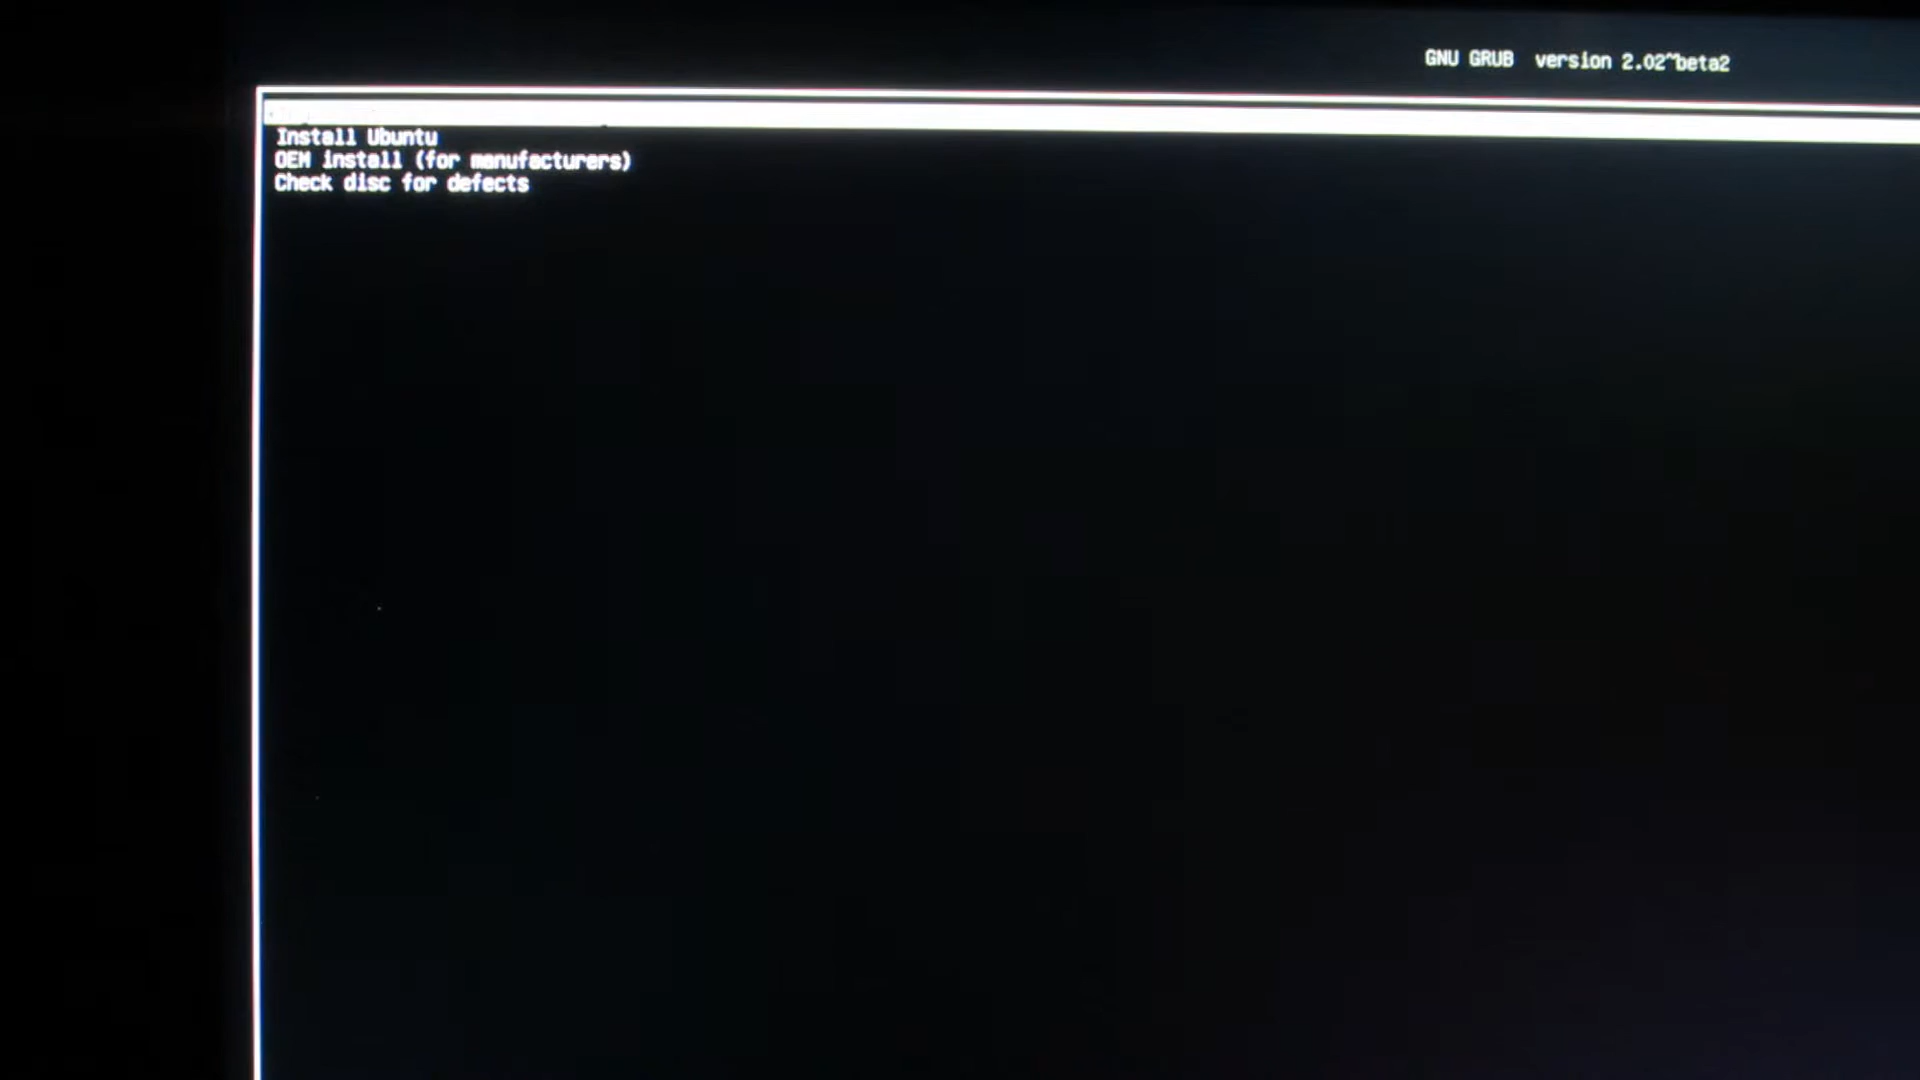 GNU GRUB version 2.02~beta2
Install Ubuntu
OEM install (for manufacturers)
Check disc for defects